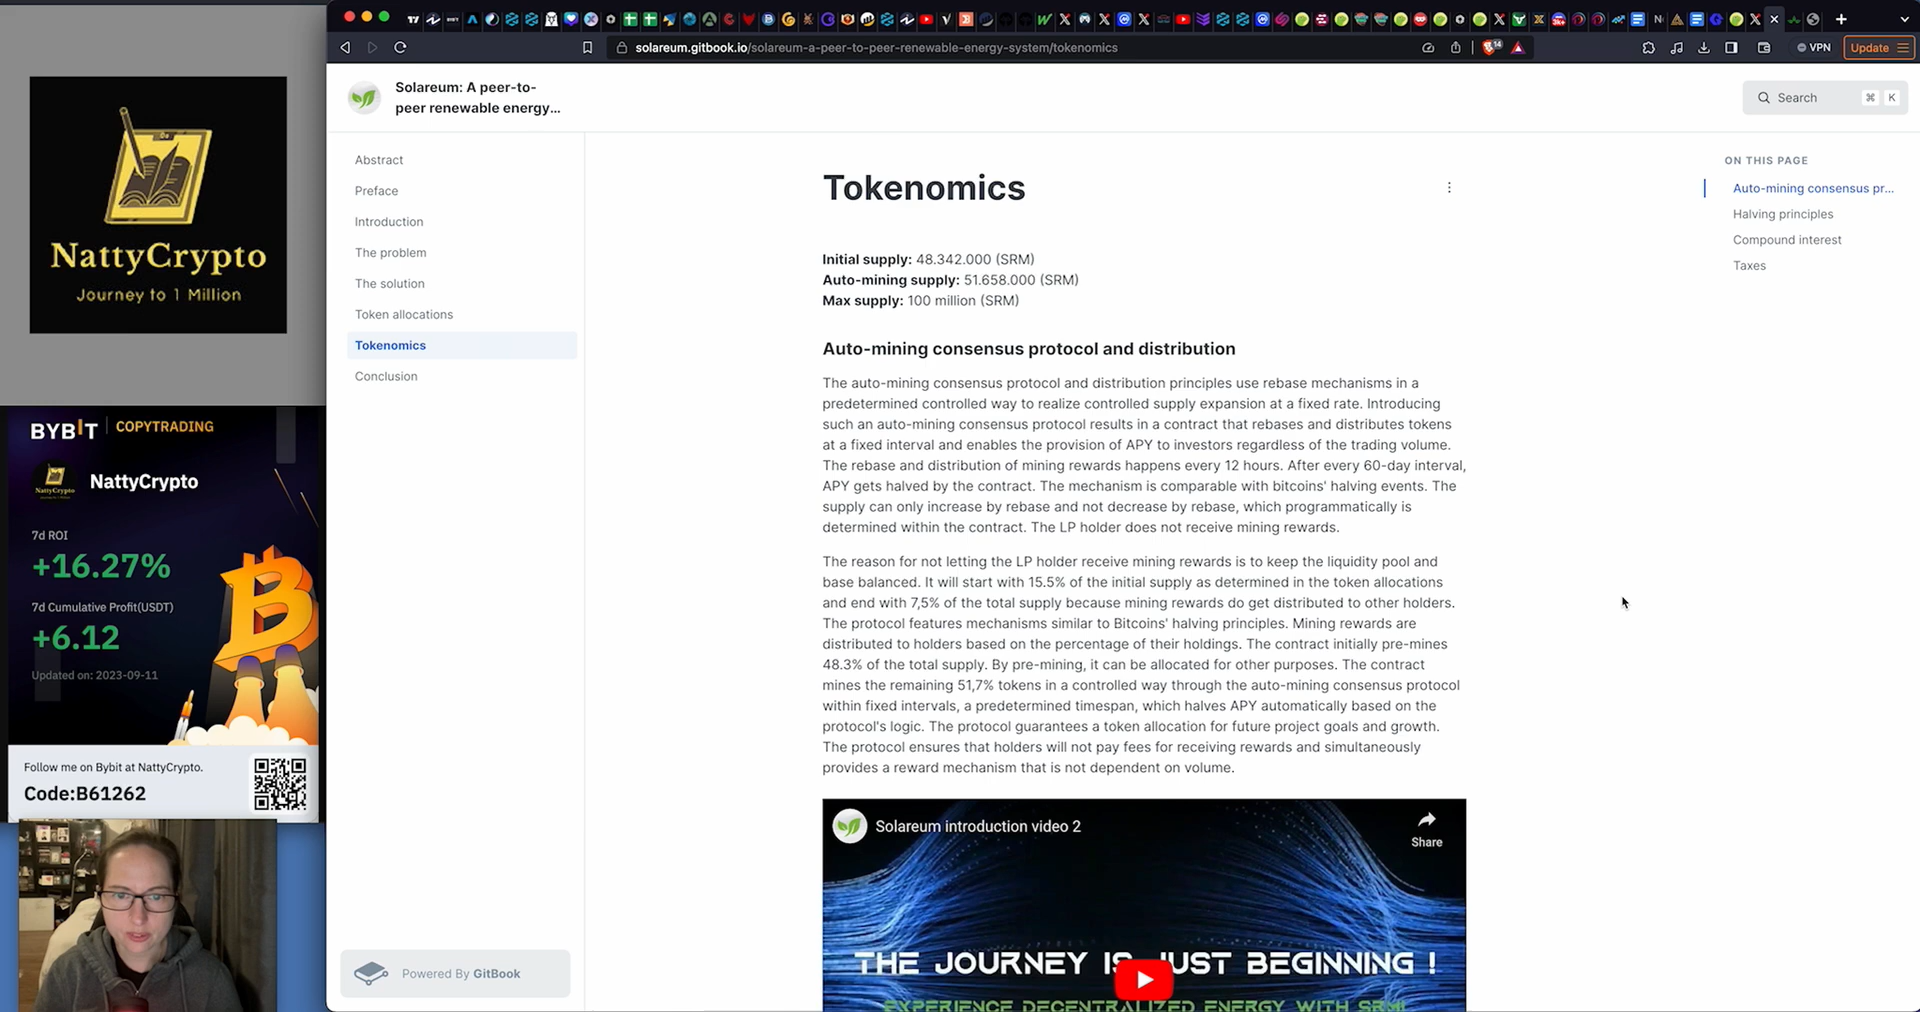 NattyCrypto
Journey to 1 Million
BYBIT | COPYTRADING
NattyCrypto
7d ROI
+16.27%
7d Cumulative Profit(USDT)
+6.12
Updated on: 2023-09-11
Follow me on Bybit at NattyCrypto.
Code:B61262
solareum.gitbook.io/solareum-a-peer-to-peer-renewable-energy-system/tokenomics
14
VPN
Update
Solareum: A peer-to-
peer renewable energy...
Search ⌘ K
Abstract
Preface
Introduction
The problem
The solution
Token allocations
Tokenomics
Conclusion
Powered By GitBook
Tokenomics
Initial supply: 48.342.000 (SRM)
Auto-mining supply: 51.658.000 (SRM)
Max supply: 100 million (SRM)
Auto-mining consensus protocol and distribution
The auto-mining consensus protocol and distribution principles use rebase mechanisms in a
predetermined controlled way to realize controlled supply expansion at a fixed rate. Introducing
such an auto-mining consensus protocol results in a contract that rebases and distributes tokens
at a fixed interval and enables the provision of APY to investors regardless of the trading volume.
The rebase and distribution of mining rewards happens every 12 hours. After every 60-day interval,
APY gets halved by the contract. The mechanism is comparable with bitcoins' halving events. The
supply can only increase by rebase and not decrease by rebase, which programmatically is
determined within the contract. The LP holder does not receive mining rewards.
The reason for not letting the LP holder receive mining rewards is to keep the liquidity pool and
base balanced. It will start with 15.5% of the initial supply as determined in the token allocations
and end with 7,5% of the total supply because mining rewards do get distributed to other holders.
The protocol features mechanisms similar to Bitcoins' halving principles. Mining rewards are
distributed to holders based on the percentage of their holdings. The contract initially pre-mines
48.3% of the total supply. By pre-mining, it can be allocated for other purposes. The contract
mines the remaining 51,7% tokens in a controlled way through the auto-mining consensus protocol
within fixed intervals, a predetermined timespan, which halves APY automatically based on the
protocol's logic. The protocol guarantees a token allocation for future project goals and growth.
The protocol ensures that holders will not pay fees for receiving rewards and simultaneously
provides a reward mechanism that is not dependent on volume.
Solareum introduction video 2
Share
THE JOURNEY IS JUST BEGINNING !
EXPERIENCE DECENTRALIZED ENERGY WITH SRM!
ON THIS PAGE
Auto-mining consensus pr...
Halving principles
Compound interest
Taxes